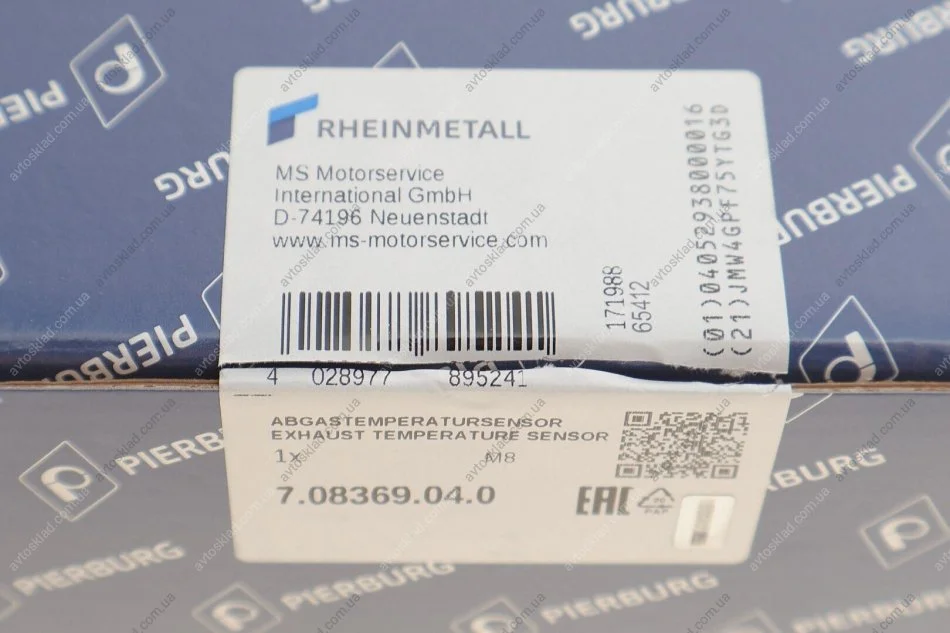 RHEINMETALL
MS Motorservice
International GmbH
D-74196 Neuenstadt
www.ms-motorservice.com
4 028977 895241
171988
65412
(01)04052938000016
(21)JMW4GPF75YTG3D
ABGASTEMPERATURSENSOR
EXHAUST TEMPERATURE SENSOR
1x M8
7.08369.04.0
EAC
PAP
PIERBURG
PIERBURG
PIERBURG
PIERBURG
PIERBURG
avtosklad.com.ua